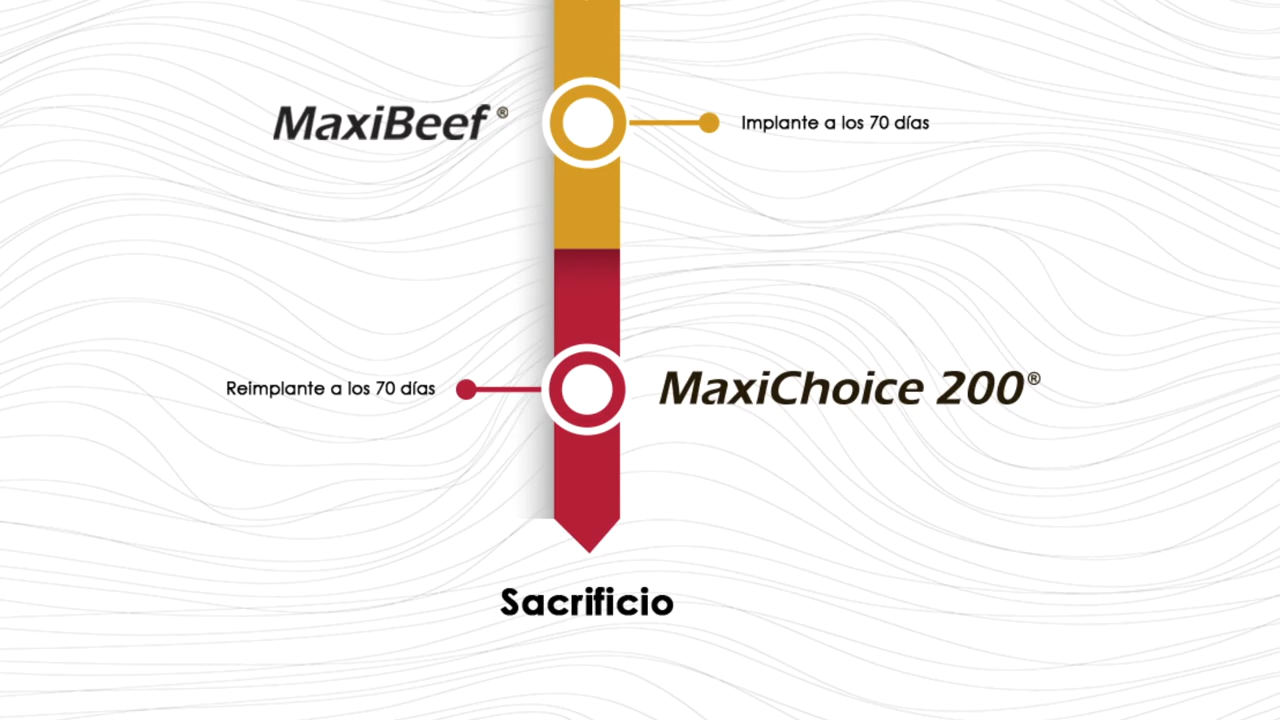 MaxiBeef®
Implante a los 70 días
Reimplante a los 70 días
MaxiChoice 200®
Sacrificio